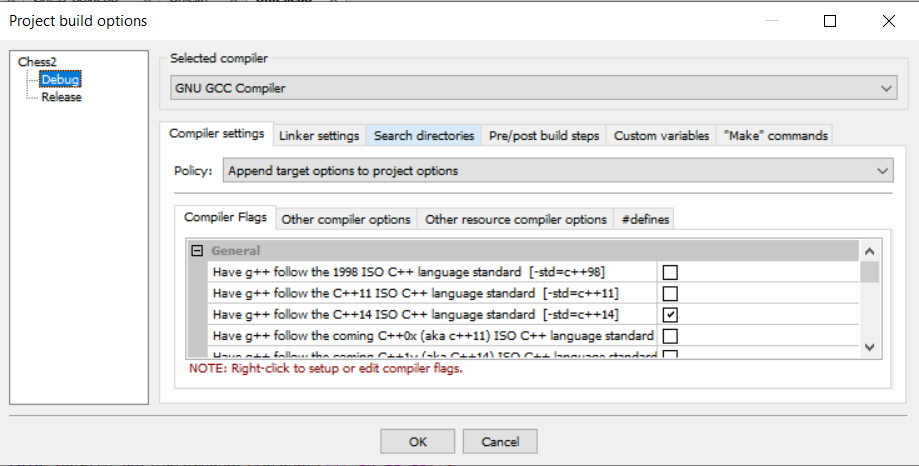 Project build options
Chess2
Debug
Release
Selected compiler
GNU GCC Compiler
Compiler settings Linker settings Search directories Pre/post build steps Custom variables "Make" commands
Policy: Append target options to project options
Compiler Flags Other compiler options Other resource compiler options #defines
General
Have g++ follow the 1998 ISO C++ language standard [-std=c++98]
Have g++ follow the C++11 ISO C++ language standard [-std=c++11]
Have g++ follow the C++14 ISO C++ language standard [-std=c++14]
Have g++ follow the coming C++0x (aka c++11) ISO C++ language standard
Have g++ follow the coming C++1y (aka C++14) ISO C++ language standard
NOTE: Right-click to setup or edit compiler flags.
OK Cancel